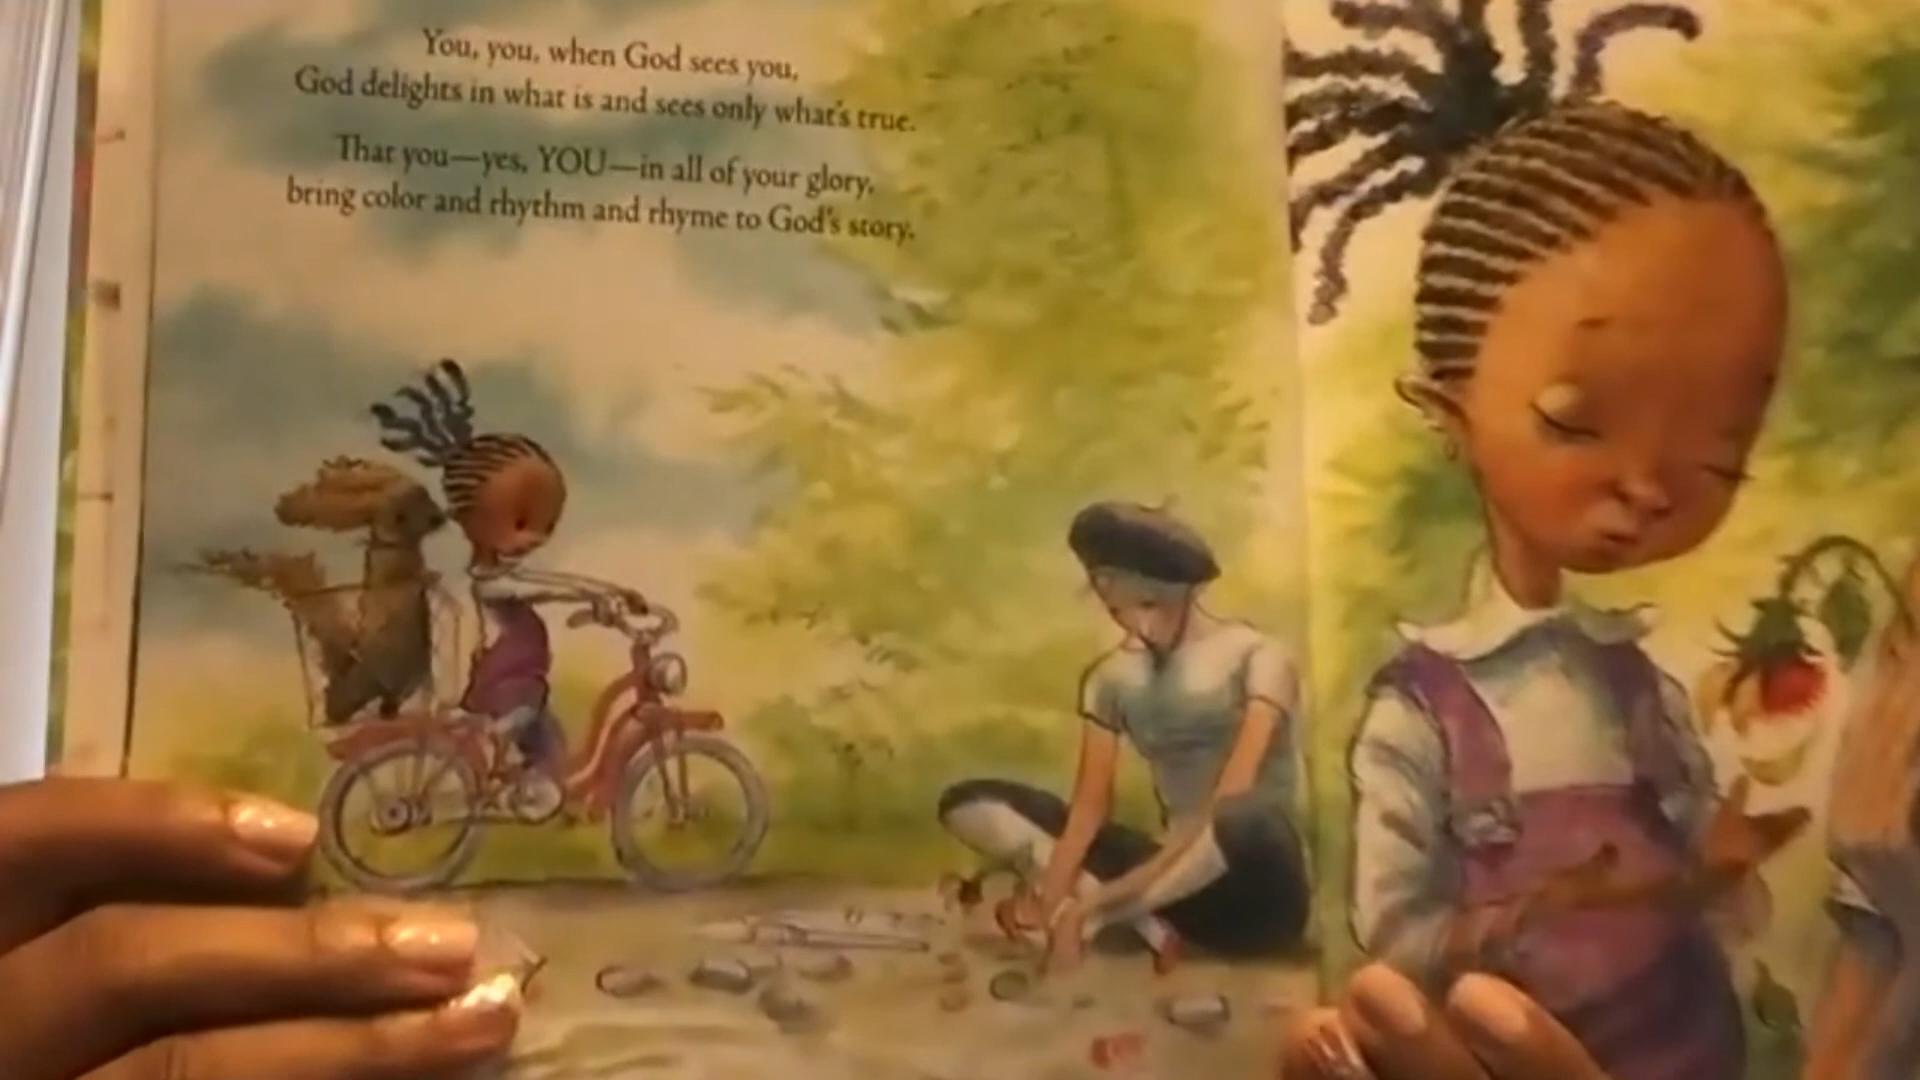 You, you, when God sees you,
God delights in what is and sees only what's true.
That you—yes, YOU—in all of your glory,
bring color and rhythm and rhyme to God's story.